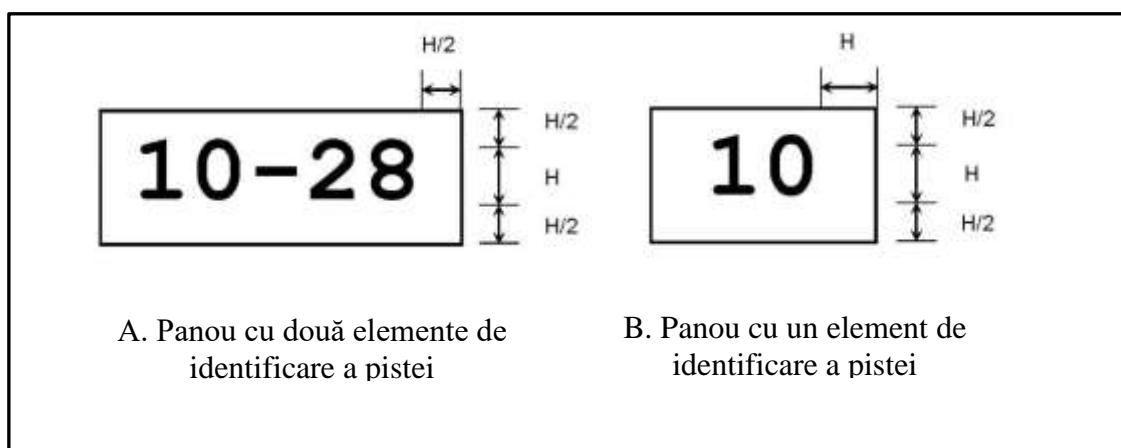 H/2
H
10-28
H/2
H
H/2
10
H/2
H
H/2
A. Panou cu două elemente de
identificare a pistei
B. Panou cu un element de
identificare a pistei